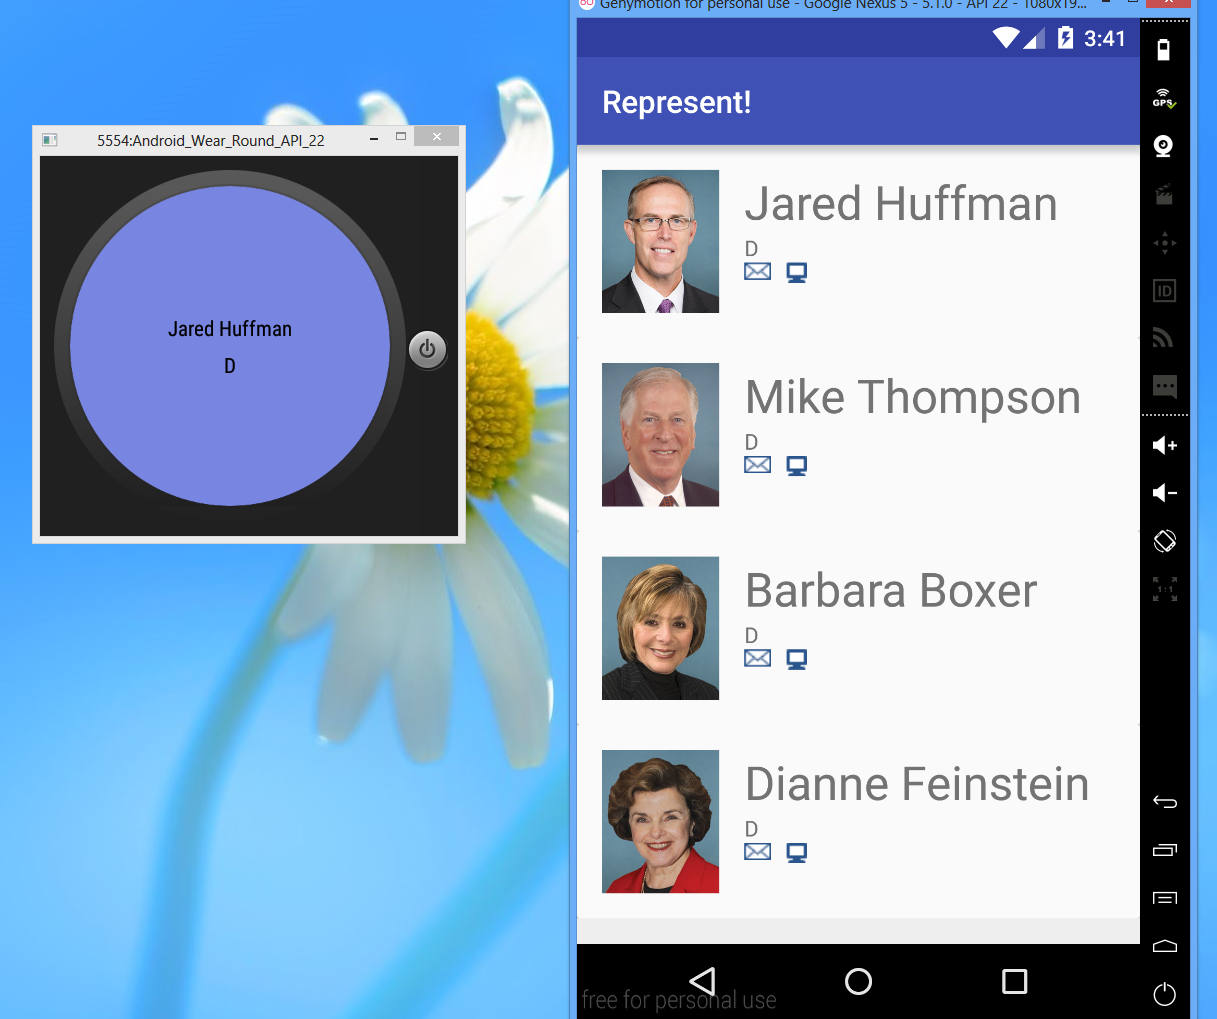 5554:Android_Wear_Round_API_22
Jared Huffman
D
Genymotion for personal use - Google Nexus 5 - 5.1.0 - API 22 - 1080x19...
3:41
Represent!
Jared Huffman
D
Mike Thompson
D
Barbara Boxer
D
Dianne Feinstein
D
free for personal use
GPS
ID
1:1